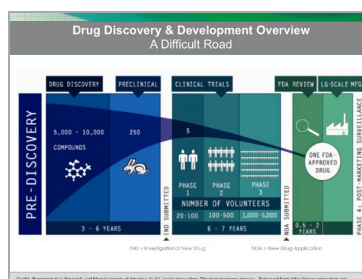 Drug Discovery & Development Overview
A Difficult Road
DRUG DISCOVERY
PRECLINICAL
CLINICAL TRIALS
FDA REVIEW
LG-SCALE MFG
PRE-DISCOVERY
5,000 - 10,000
COMPOUNDS
250
5
PHASE
1
PHASE
2
PHASE
3
NUMBER OF VOLUNTEERS
20-100
100-500
1,000-5,000
ONE FDA-
APPROVED
DRUG
3 - 6 YEARS
IND SUBMITTED
6 - 7 YEARS
NDA SUBMITTED
0.5 - 2
YEARS
PHASE 4: POST-MARKETING SURVEILLANCE
IND = Investigational New Drug
NDA = New Drug Application